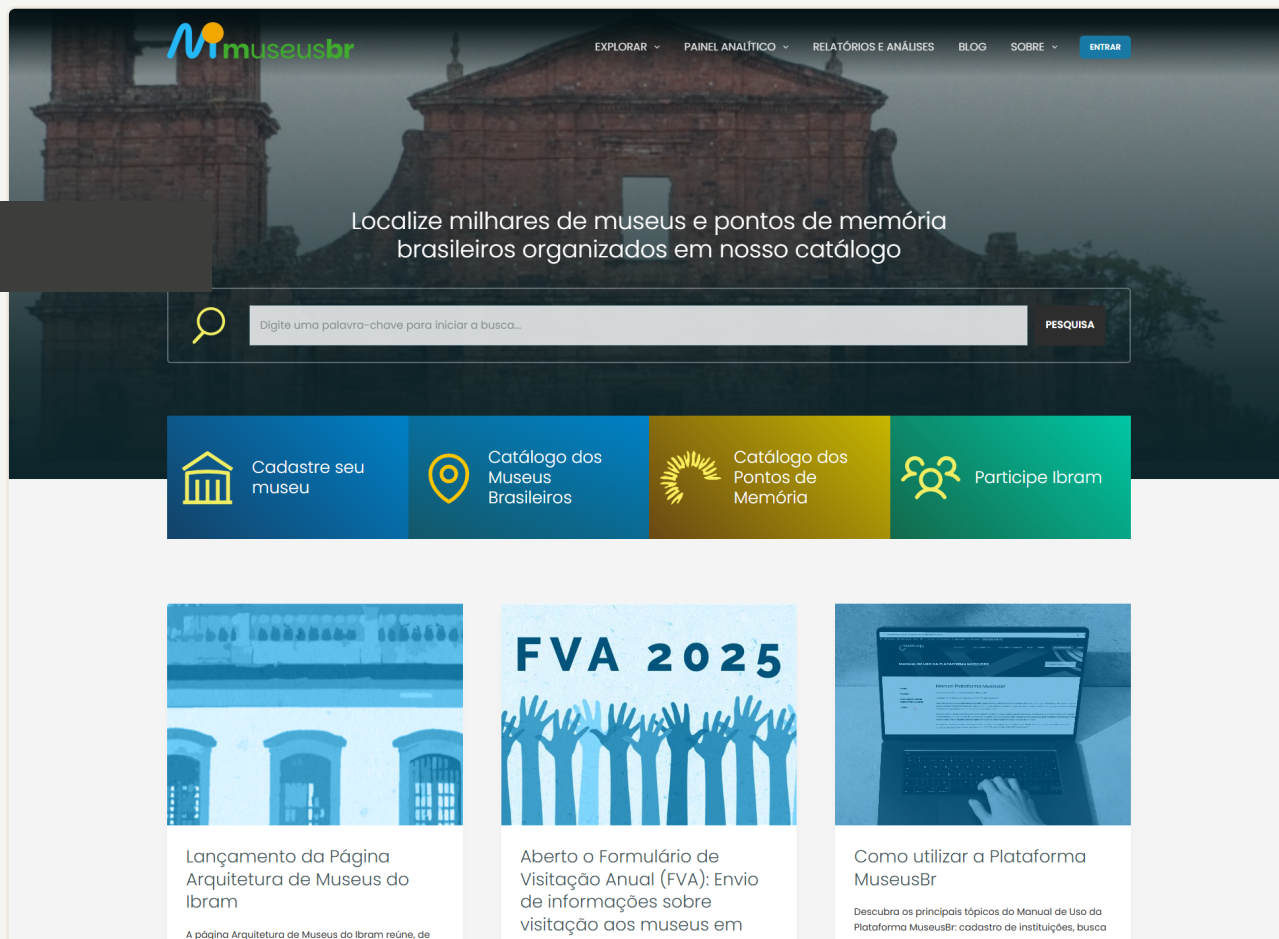 museusbr
EXPLORAR
PAINEL ANALÍTICO
RELATÓRIOS E ANÁLISES
BLOG
SOBRE
ENTRAR
Localize milhares de museus e pontos de memória
brasileiros organizados em nosso catálogo
Digite uma palavra-chave para iniciar a busca...
PESQUISA
Cadastre seu
museu
Catálogo dos
Museus
Brasileiros
Catálogo dos
Pontos de
Memória
Participe Ibram
Lançamento da Página
Arquitetura de Museus do
Ibram
A página Arquitetura de Museus do Ibram reúne, de
FVA 2025
Aberto o Formulário de
Visitação Anual (FVA): Envio
de informações sobre
visitação aos museus em
Como utilizar a Plataforma
MuseusBr
Descubra os principais tópicos do Manual de Uso da
Plataforma MuseusBr: cadastro de instituições, busca